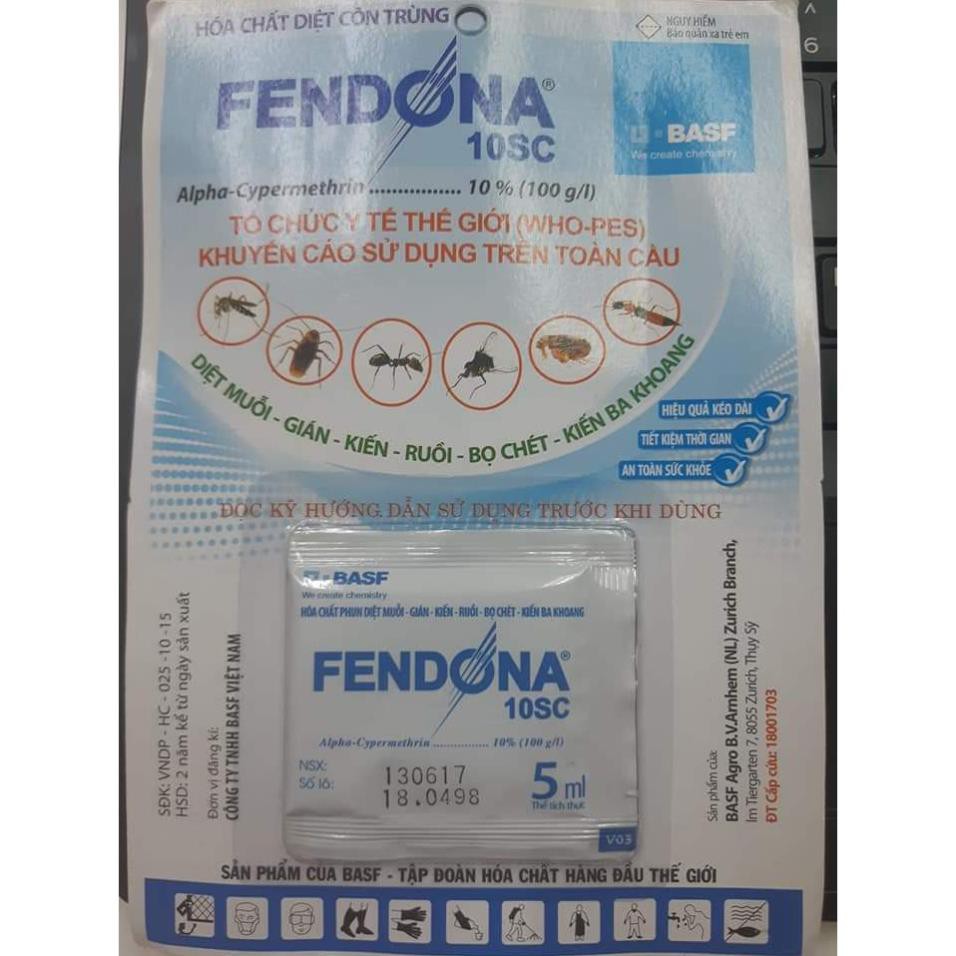 HÓA CHẤT DIỆT CÔN TRÙNG
NGUY HIỂM
Bảo quản xa trẻ em
FENDONA®
10SC
BASF
We create chemistry
Alpha-Cypermethrin ................ 10 % (100 g/l)
TỔ CHỨC Y TẾ THẾ GIỚI (WHO-PES)
KHUYẾN CÁO SỬ DỤNG TRÊN TOÀN CẦU
DIỆT MUỖI - GIÁN - KIẾN - RUỒI - BỌ CHÉT - KIẾN BA KHOANG
HIỆU QUẢ KÉO DÀI
TIẾT KIỆM THỜI GIAN
AN TOÀN SỨC KHỎE
ĐỌC KỸ HƯỚNG DẪN SỬ DỤNG TRƯỚC KHI DÙNG
BASF
We create chemistry
HÓA CHẤT PHUN DIỆT MUỖI - GIÁN - KIẾN - RUỒI - BỌ CHÉT - KIẾN BA KHOANG
FENDONA®
10SC
Alpha-Cypermethrin ................ 10% (100 g/l)
NSX: 130617
Số lô: 18.0498
5 ml
Thể tích thực
V03
SĐK: VNDP - HC - 025 -10 -15
HSD: 2 năm kể từ ngày sản xuất
Đơn vị đăng kí:
CÔNG TY TNHH BASF VIỆT NAM
Sản phẩm của:
BASF Agro B.V.Arnhem (NL) Zurich Branch,
Im Tiergarten 7, 8055 Zurich, Thụy Sỹ
ĐT Cấp cứu: 18001703
SẢN PHẨM CỦA BASF - TẬP ĐOÀN HÓA CHẤT HÀNG ĐẦU THẾ GIỚI
6